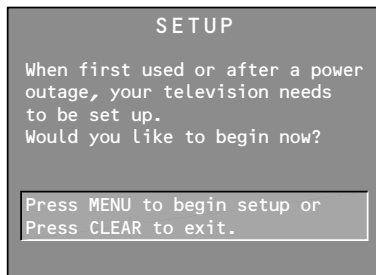 SETUP
When first used or after a power
outage, your television needs
to be set up.
Would you like to begin now?
Press MENU to begin setup or
Press CLEAR to exit.